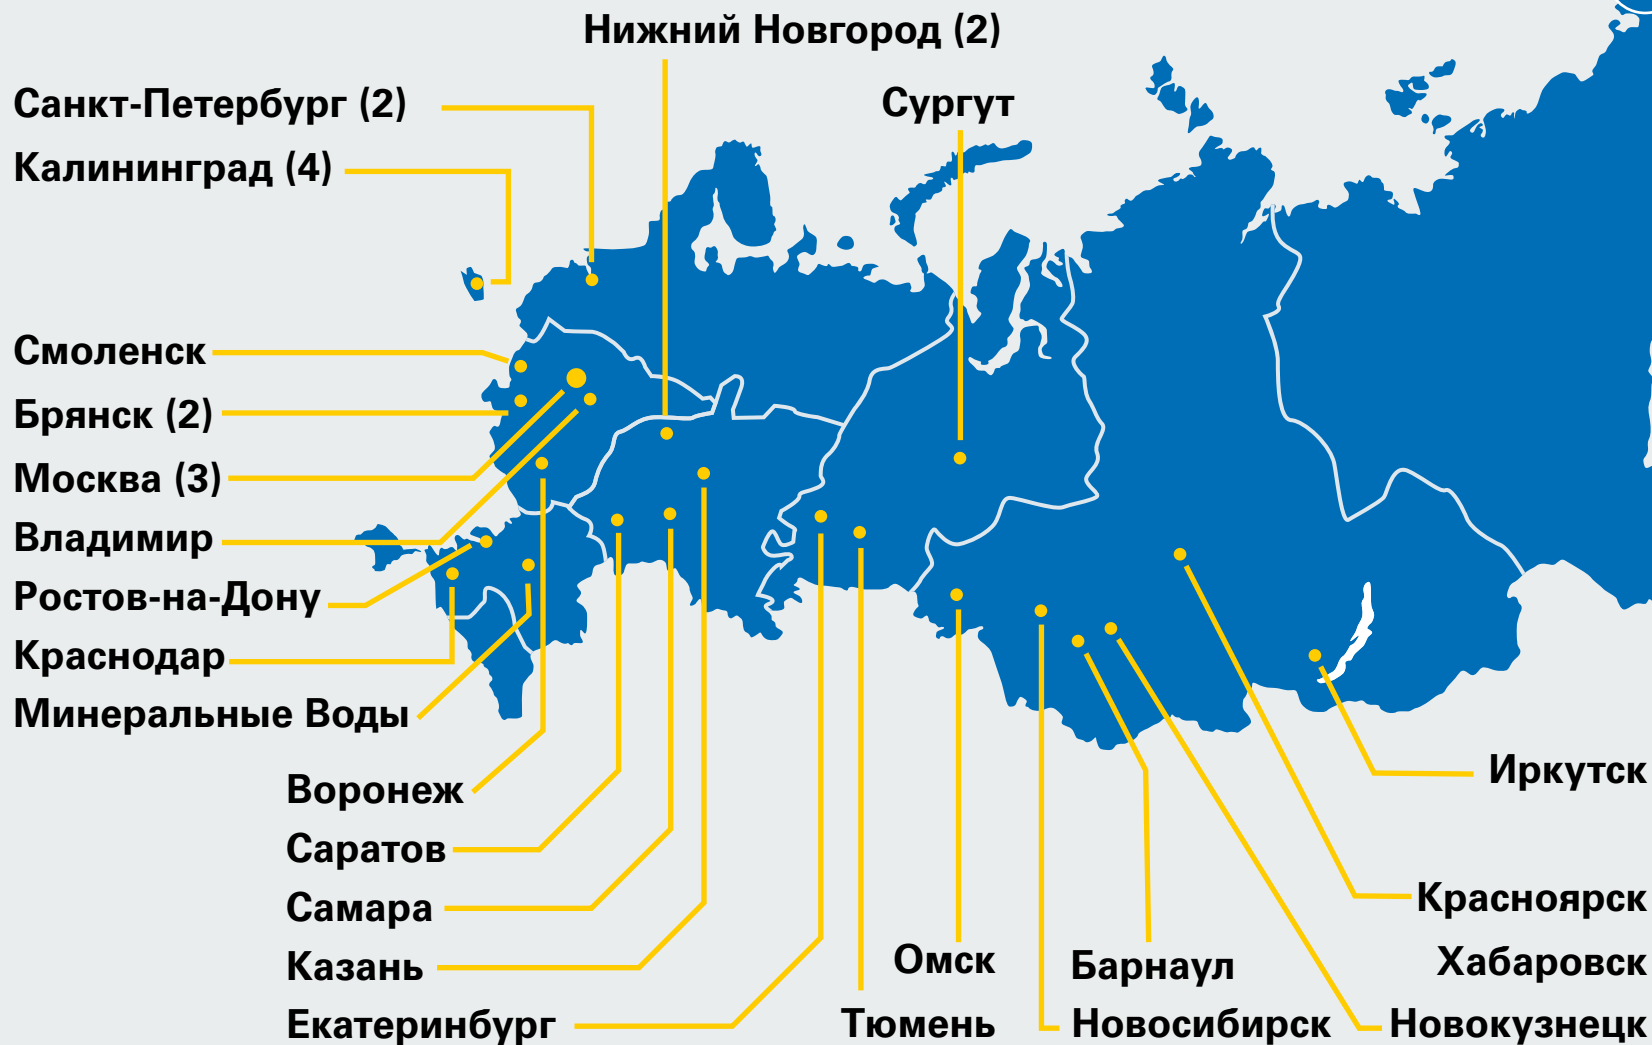 Нижний Новгород (2)
Санкт-Петербург (2)
Сургут
Калининград (4)
Смоленск
Брянск (2)
Москва (3)
Владимир
Ростов-на-Дону
Краснодар
Минеральные Воды
Воронеж
Иркутск
Саратов
Самара
Красноярск
Казань
Омск
Барнаул
Хабаровск
Екатеринбург
Тюмень
Новосибирск
Новокузнецк